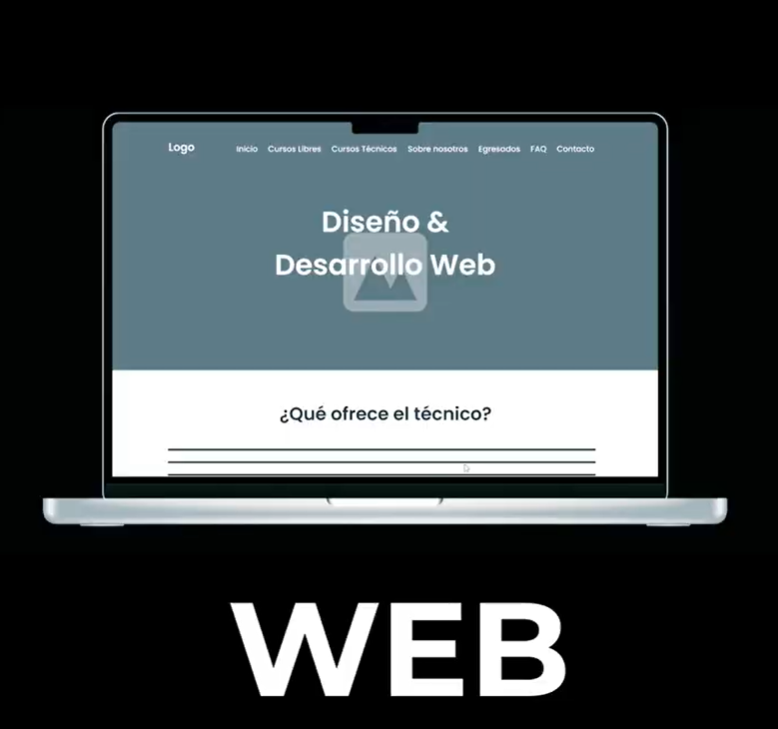 Logo Inicio Cursos Libres Cursos Técnicos Sobre nosotros Egresados FAQ Contacto
Diseño &
Desarrollo Web
¿Qué ofrece el técnico?
WEB